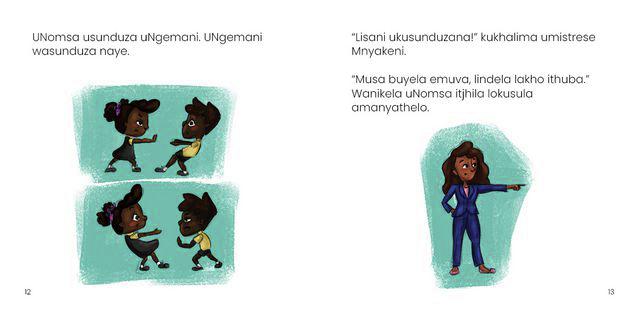 UNomsa usunduza uNgemani. UNgemani
wasunduza naye.
12
“Lisani ukusunduzana!” kukhalima umistrese
Mnyakeni.
“Musa buyela emuva, lindela lakho ithuba.”
Wanikela uNomsa itjhila lokusula
amanyathelo.
13